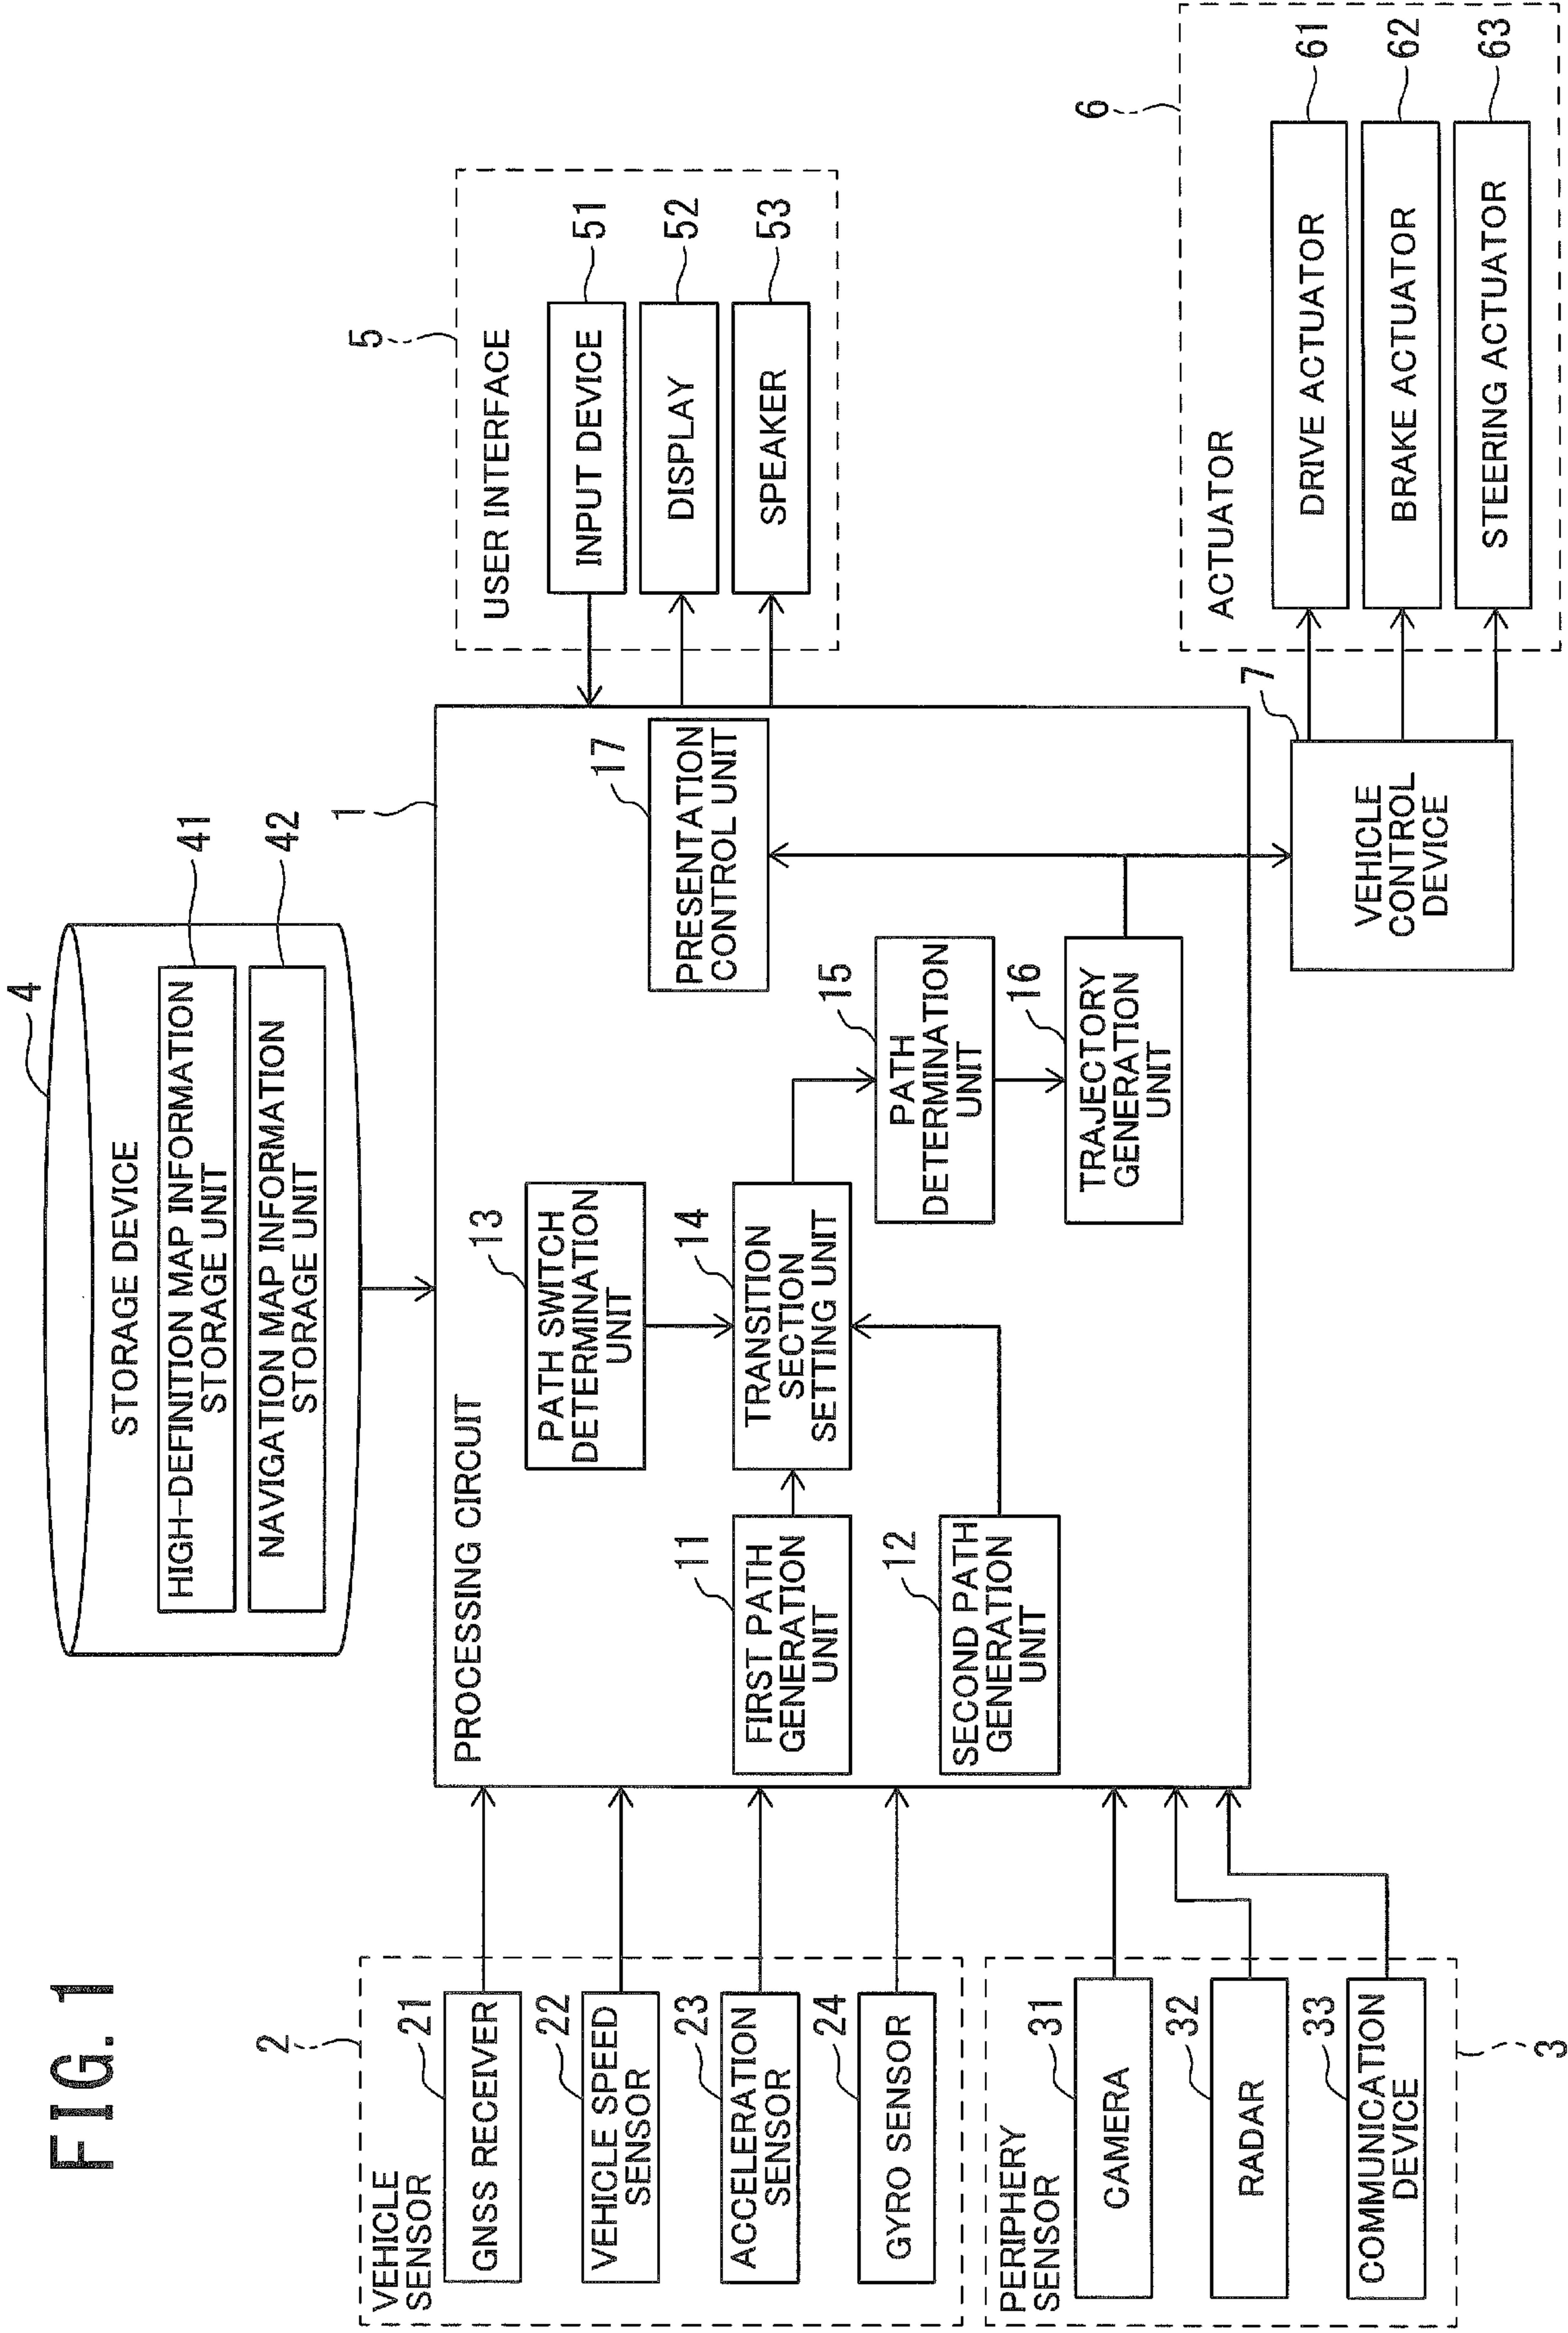 FIG. 1
4
STORAGE DEVICE
HIGH-DEFINITION MAP INFORMATION
STORAGE UNIT
41
NAVIGATION MAP INFORMATION
STORAGE UNIT
42
2
VEHICLE
SENSOR
21
GNSS RECEIVER
22
VEHICLE SPEED
SENSOR
23
ACCELERATION
SENSOR
24
GYRO SENSOR
PERIPHERY
SENSOR
31
CAMERA
32
RADAR
33
COMMUNICATION
DEVICE
3
1
PROCESSING CIRCUIT
11
FIRST PATH
GENERATION
UNIT
12
SECOND PATH
GENERATION
UNIT
13
PATH SWITCH
DETERMINATION
UNIT
14
TRANSITION
SECTION
SETTING UNIT
15
PATH
DETERMINATION
UNIT
16
TRAJECTORY
GENERATION
UNIT
17
PRESENTATION
CONTROL UNIT
5
USER INTERFACE
INPUT DEVICE
51
DISPLAY
52
SPEAKER
53
7
VEHICLE
CONTROL
DEVICE
6
ACTUATOR
DRIVE ACTUATOR
61
BRAKE ACTUATOR
62
STEERING ACTUATOR
63